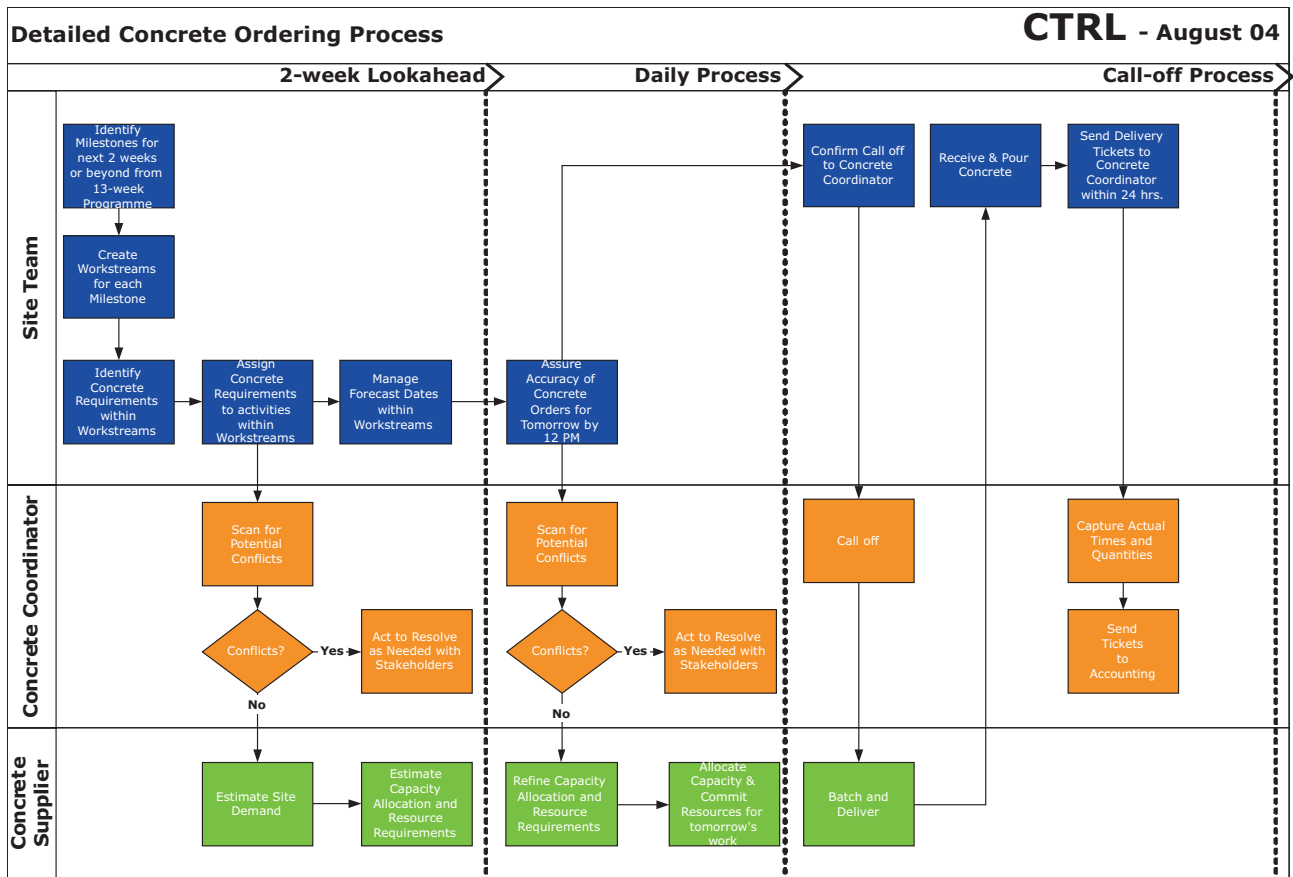 Detailed Concrete Ordering Process
CTRL - August 04
2-week Lookahead
Daily Process
Call-off Process
Site Team
Identify
Milestones for
next 2 weeks
or beyond from
13-week
Programme
Create
Workstreams
for each
Milestone
Identify
Concrete
Requirements
within
Workstreams
Assign
Concrete
Requirements
to activities
within
Workstreams
Manage
Forecast Dates
within
Workstreams
Assure
Accuracy of
Concrete
Orders for
Tomorrow by
12 PM
Confirm Call off
to Concrete
Coordinator
Receive & Pour
Concrete
Send Delivery
Tickets to
Concrete
Coordinator
within 24 hrs.
Concrete Coordinator
Scan for
Potential
Conflicts
Conflicts?
Yes
Act to Resolve
as Needed with
Stakeholders
No
Scan for
Potential
Conflicts
Conflicts?
Yes
Act to Resolve
as Needed with
Stakeholders
No
Call off
Capture Actual
Times and
Quantities
Send
Tickets
to
Accounting
Concrete
Supplier
Estimate Site
Demand
Estimate
Capacity
Allocation and
Resource
Requirements
Refine Capacity
Allocation and
Resource
Requirements
Allocate
Capacity &
Commit
Resources for
tomorrow's
work
Batch and
Deliver